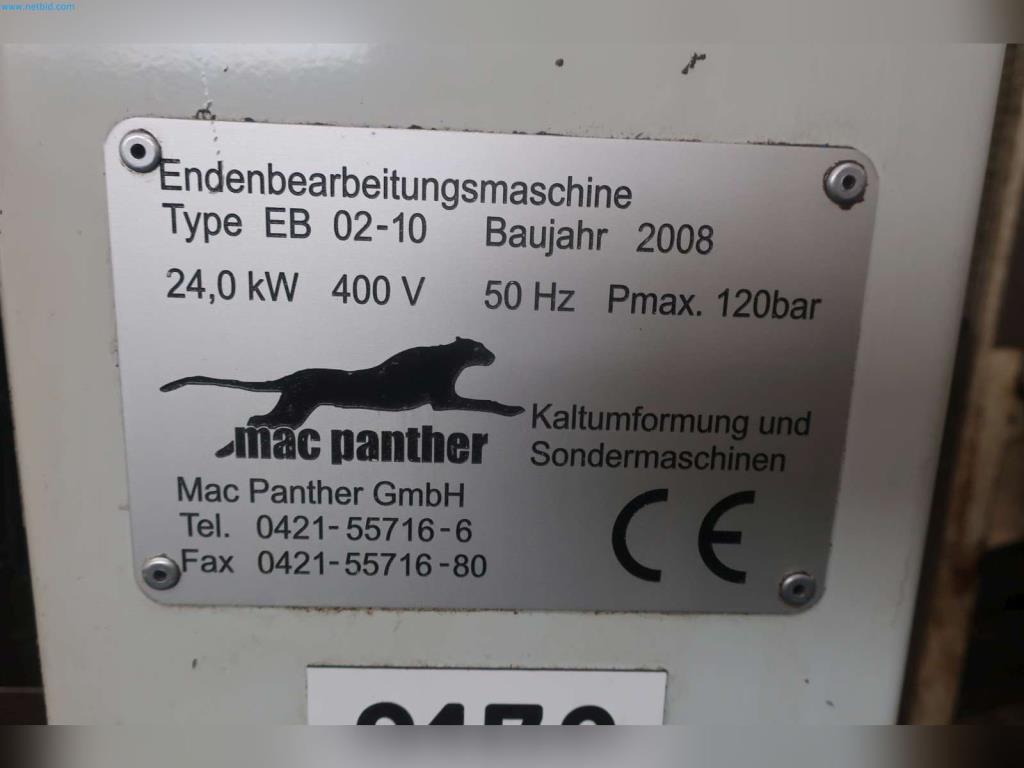 www.netbid.com
Endenbearbeitungsmaschine
Type EB 02-10 Baujahr 2008
24,0 kW 400 V 50 Hz Pmax. 120bar
mac panther
Kaltumformung und
Sondermaschinen
Mac Panther GmbH
Tel. 0421-55716-6
Fax 0421-55716-80
CE